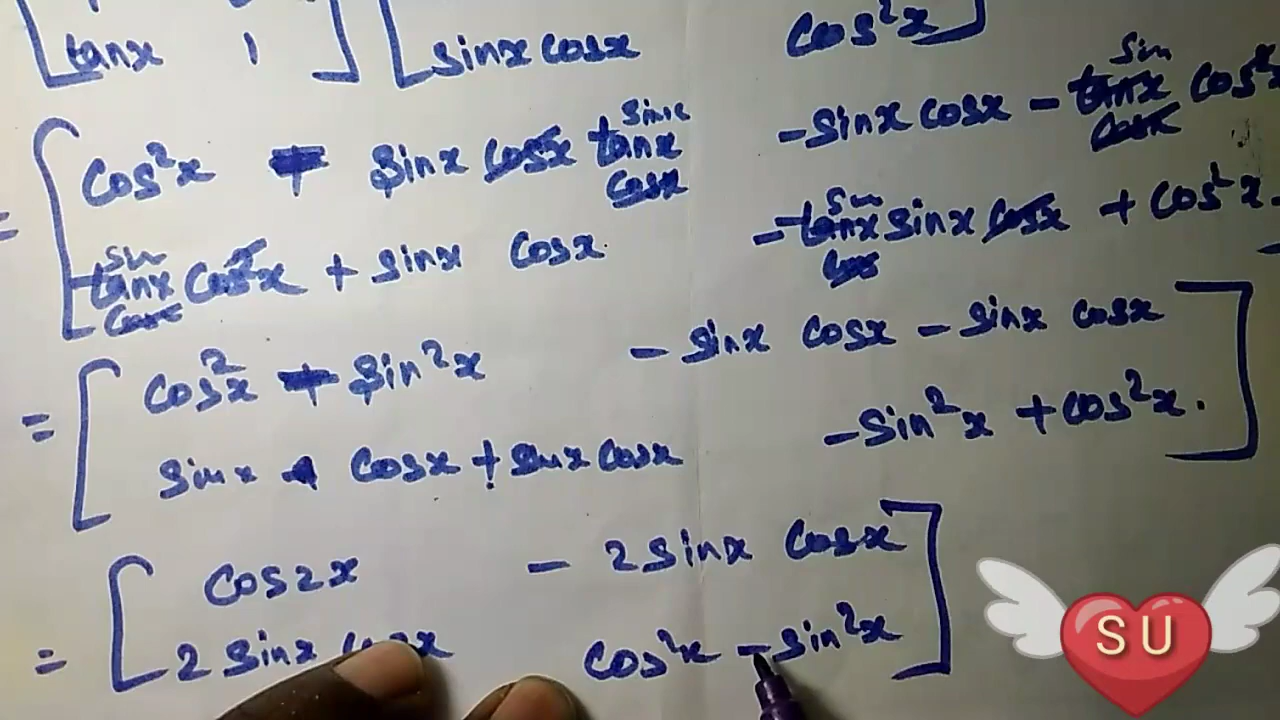 tanx 1 sinx cosx cos²x
cos²x - sinx cosx tanx sinx cosx -sinx cosx - tanx sin cosx cos²x
tanx sin cosx cos²x + sinx cosx -tanx sin cos sinx cosx + cos²x
= cos²x - sin²x - sinx cosx - sinx cosx
sinx cosx + sinx cosx -sin²x + cos²x.
= cos2x - 2sinx cosx
2 sinx cosx cos²x - sin²x
SU